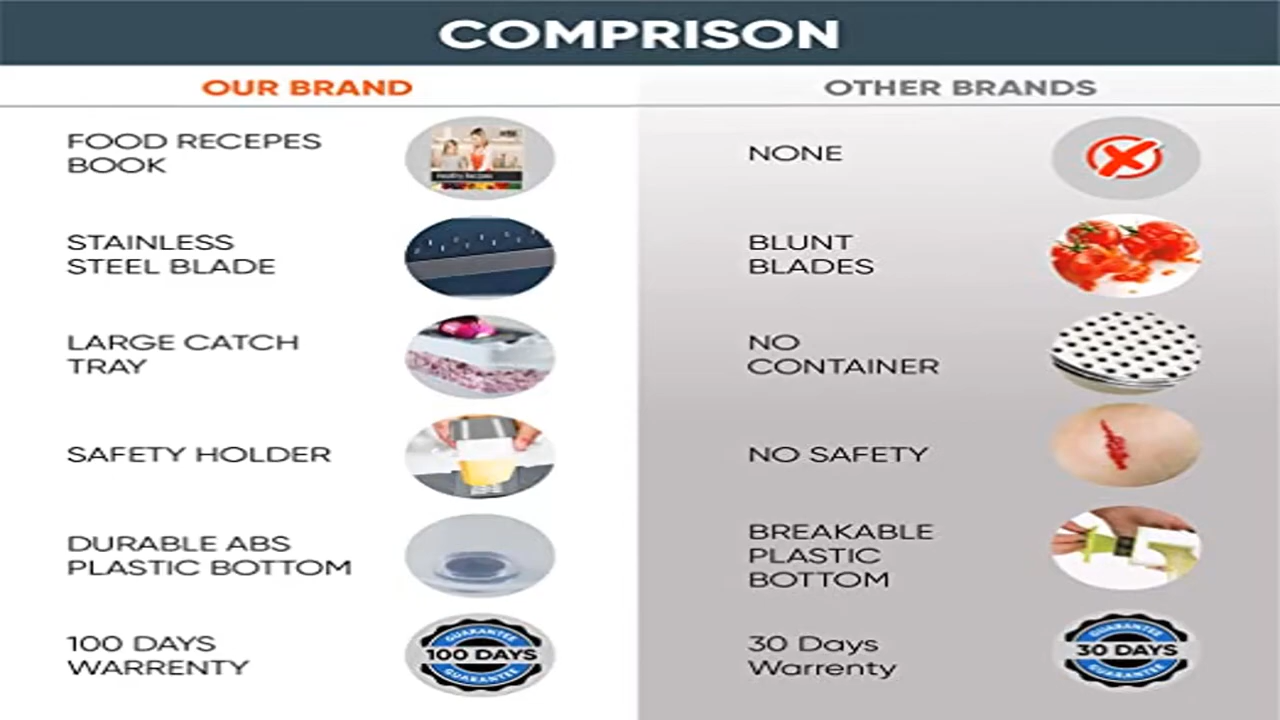 COMPRISON
OUR BRAND
OTHER BRANDS
FOOD RECEPES
BOOK
Healthy Recipes
NONE
STAINLESS
STEEL BLADE
BLUNT
BLADES
LARGE CATCH
TRAY
NO
CONTAINER
SAFETY HOLDER
NO SAFETY
DURABLE ABS
PLASTIC BOTTOM
BREAKABLE
PLASTIC
BOTTOM
100 DAYS
WARRENTY
GUARANTEE
100 DAYS
GUARANTEE
30 Days
Warrenty
GUARANTEE
30 DAYS
GUARANTEE